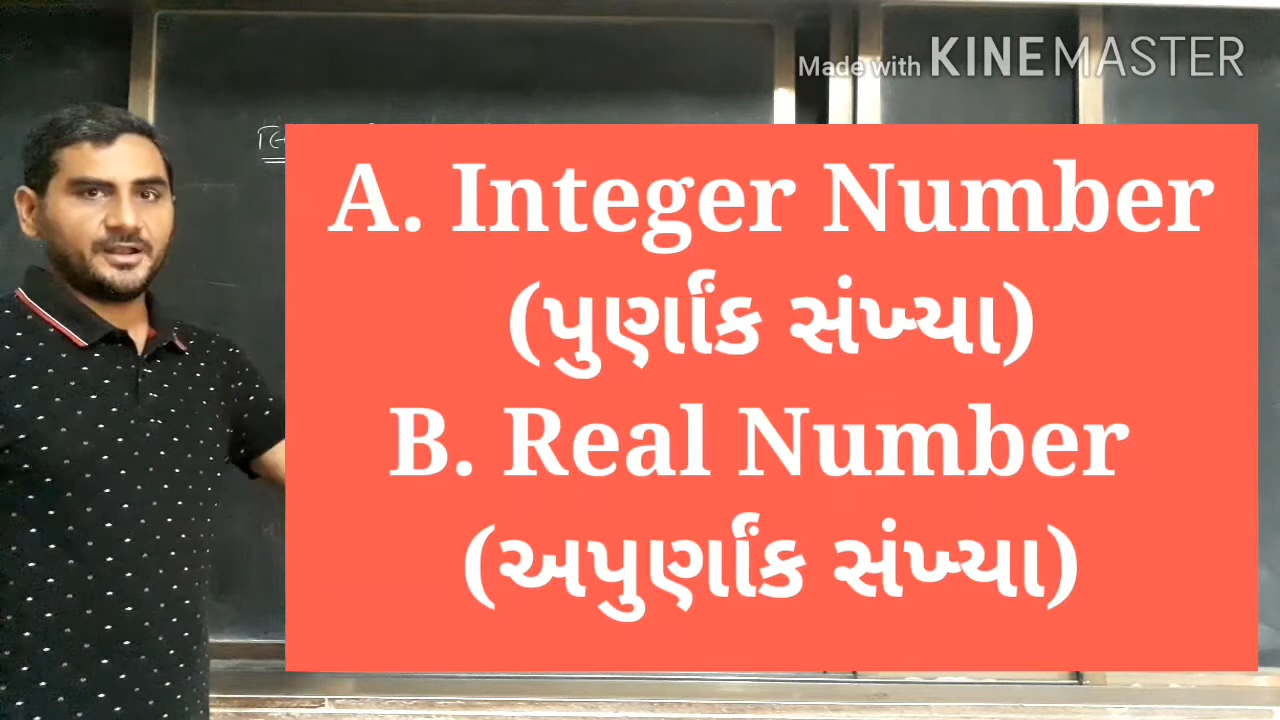 Made with KINEMASTER
A. Integer Number
(પુર્ણાંક સંખ્યા)
B. Real Number
(અપુર્ણાંક સંખ્યા)